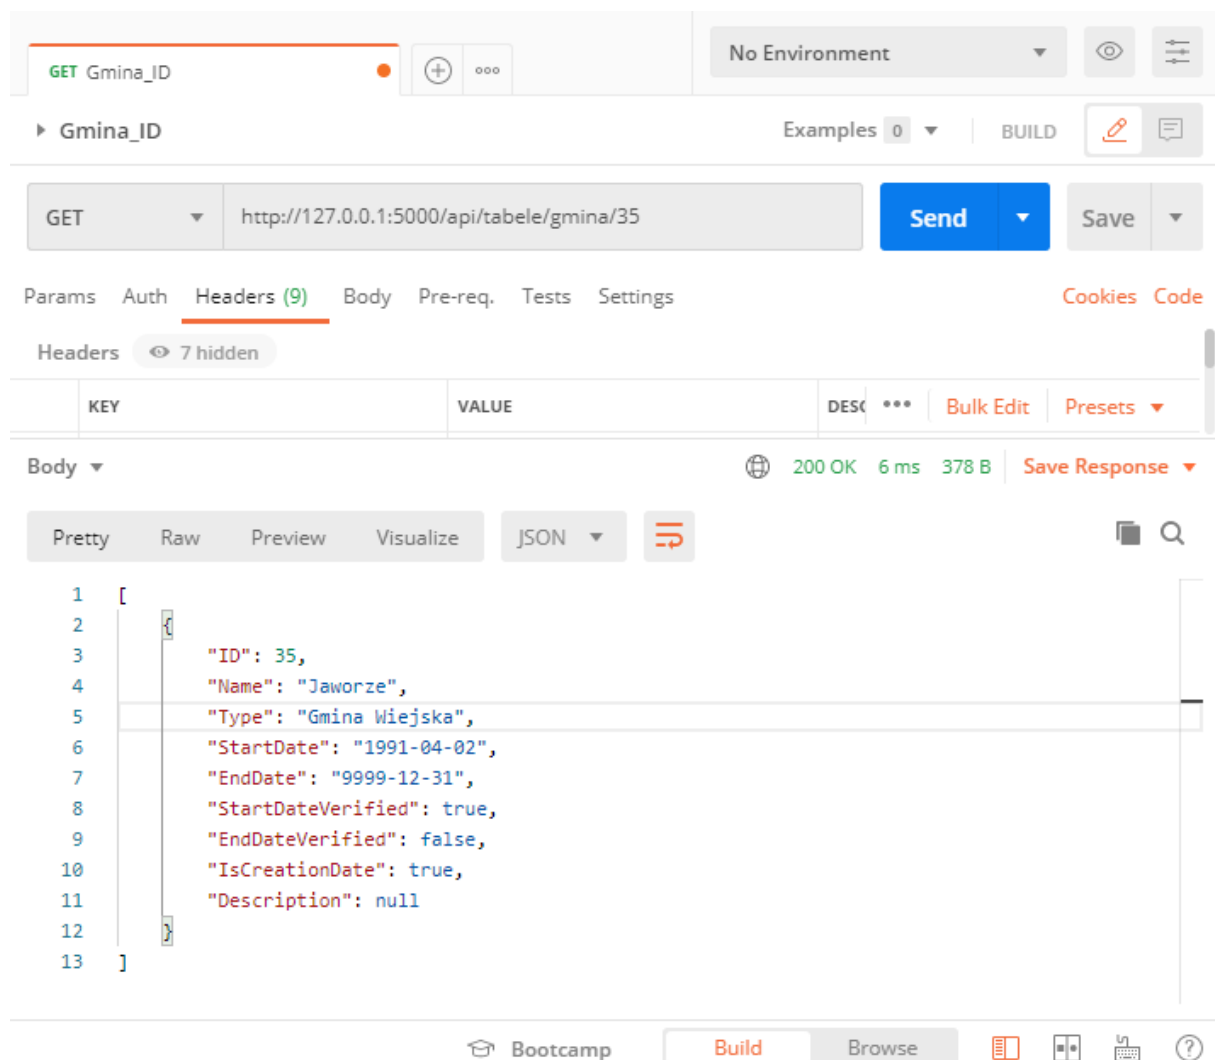 GET Gmina_ID
No Environment
Gmina_ID
Examples 0
BUILD
GET
http://127.0.0.1:5000/api/tabele/gmina/35
Send
Save
Params Auth Headers (9) Body Pre-req. Tests Settings Cookies Code
Headers 7 hidden
KEY VALUE DESC Bulk Edit Presets
Body 200 OK 6 ms 378 B Save Response
Pretty Raw Preview Visualize JSON
1 [
2 {
3 "ID": 35,
4 "Name": "Jaworze",
5 "Type": "Gmina Wiejska",
6 "StartDate": "1991-04-02",
7 "EndDate": "9999-12-31",
8 "StartDateVerified": true,
9 "EndDateVerified": false,
10 "IsCreationDate": true,
11 "Description": null
12 }
13 ]
Bootcamp Build Browse